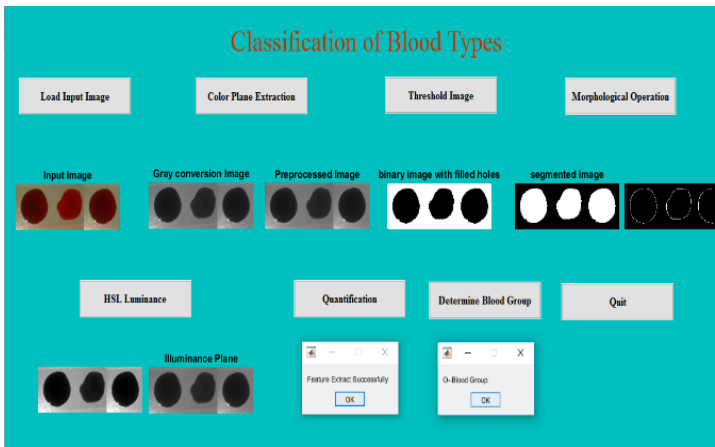 Classification of Blood Types
Load Input Image
Color Plane Extraction
Threshold Image
Morphological Operation
Input Image
Gray conversion Image
Preprocessed Image
binary image with filled holes
segmented image
HSL Luminance
Quantification
Determine Blood Group
Quit
Illuminance Plane
Feature Extract Successfully
OK
O- Blood Group
OK